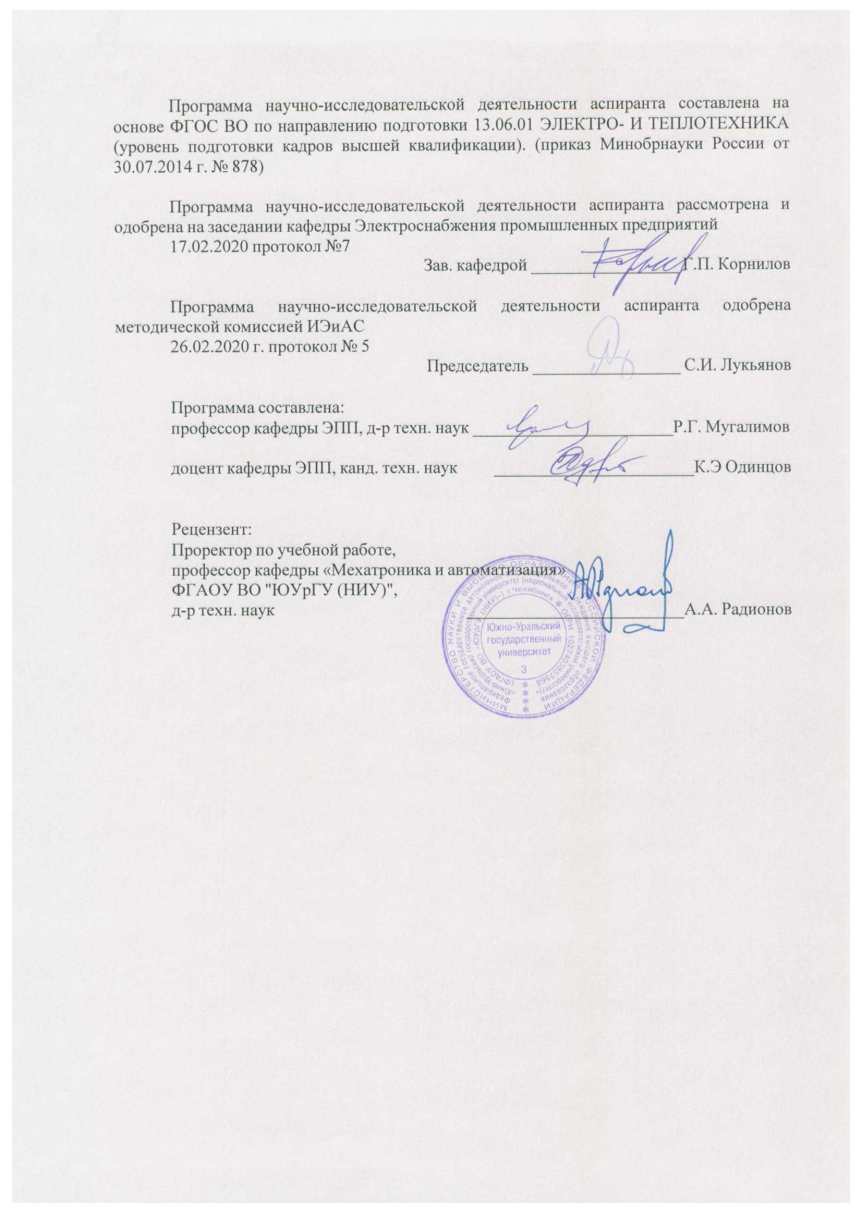 Программа научно-исследовательской деятельности аспиранта составлена на
основе ФГОС ВО по направлению подготовки 13.06.01 ЭЛЕКТРО- И ТЕПЛОТЕХНИКА
(уровень подготовки кадров высшей квалификации). (приказ Минобрнауки России от
30.07.2014 г. № 878)
Программа научно-исследовательской деятельности аспиранта рассмотрена и
одобрена на заседании кафедры Электроснабжения промышленных предприятий
17.02.2020 протокол №7
Зав. кафедрой Г.П. Корнилов
Программа научно-исследовательской деятельности аспиранта одобрена
методической комиссией ИЭиАС
26.02.2020 г. протокол № 5
Председатель С.И. Лукьянов
Программа составлена:
профессор кафедры ЭПП, д-р техн. наук Р.Г. Мугалимов
доцент кафедры ЭПП, канд. техн. наук К.Э Одинцов
Рецензент:
Проректор по учебной работе,
профессор кафедры «Мехатроника и автоматизация»
ФГАОУ ВО "ЮУрГУ (НИУ)",
д-р техн. наук А.А. Радионов
Южно-Уральский
государственный
университет
3